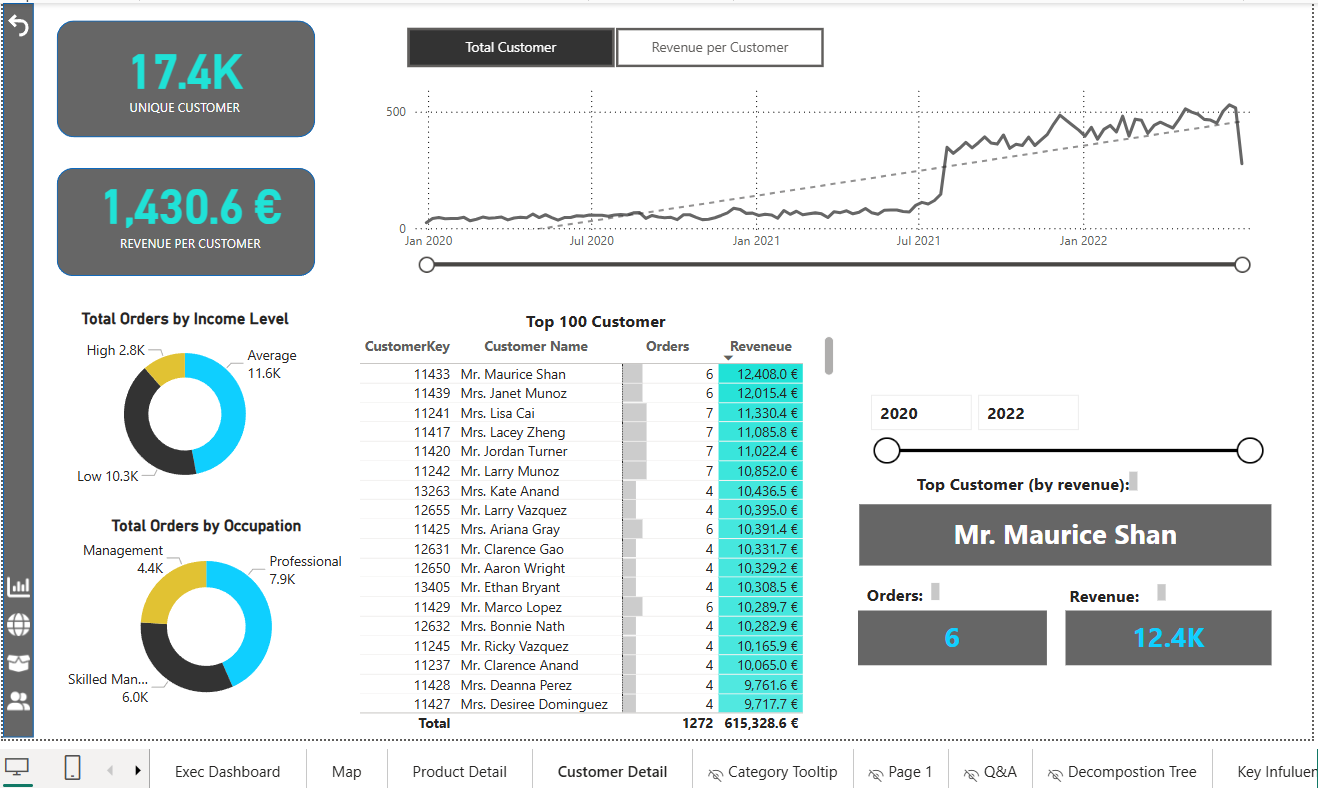 17.4K
UNIQUE CUSTOMER
1,430.6 €
REVENUE PER CUSTOMER
Total Customer
Revenue per Customer
500
0
Jan 2020
Jul 2020
Jan 2021
Jul 2021
Jan 2022
Total Orders by Income Level
High 2.8K
Average
11.6K
Low 10.3K
Total Orders by Occupation
Management
4.4K
Professional
7.9K
Skilled Man...
6.0K
Top 100 Customer
CustomerKey Customer Name Orders Reveneue
11433 Mr. Maurice Shan 6 12,408.0 €
11439 Mrs. Janet Munoz 6 12,015.4 €
11241 Mrs. Lisa Cai 7 11,330.4 €
11417 Mrs. Lacey Zheng 7 11,085.8 €
11420 Mr. Jordan Turner 7 11,022.4 €
11242 Mr. Larry Munoz 7 10,852.0 €
13263 Mrs. Kate Anand 4 10,436.5 €
12655 Mr. Larry Vazquez 4 10,395.0 €
11425 Mrs. Ariana Gray 6 10,391.4 €
12631 Mr. Clarence Gao 4 10,331.7 €
12650 Mr. Aaron Wright 4 10,329.2 €
13405 Mr. Ethan Bryant 4 10,308.5 €
11429 Mr. Marco Lopez 6 10,289.7 €
12632 Mrs. Bonnie Nath 4 10,282.9 €
11245 Mr. Ricky Vazquez 4 10,165.9 €
11237 Mr. Clarence Anand 4 10,065.0 €
11428 Mrs. Deanna Perez 4 9,761.6 €
11427 Mrs. Desiree Dominguez 4 9,717.7 €
Total 1272 615,328.6 €
2020
2022
Top Customer (by revenue):
Mr. Maurice Shan
Orders:
6
Revenue:
12.4K
Exec Dashboard
Map
Product Detail
Customer Detail
Category Tooltip
Page 1
Q&A
Decompostion Tree
Key Infuluen